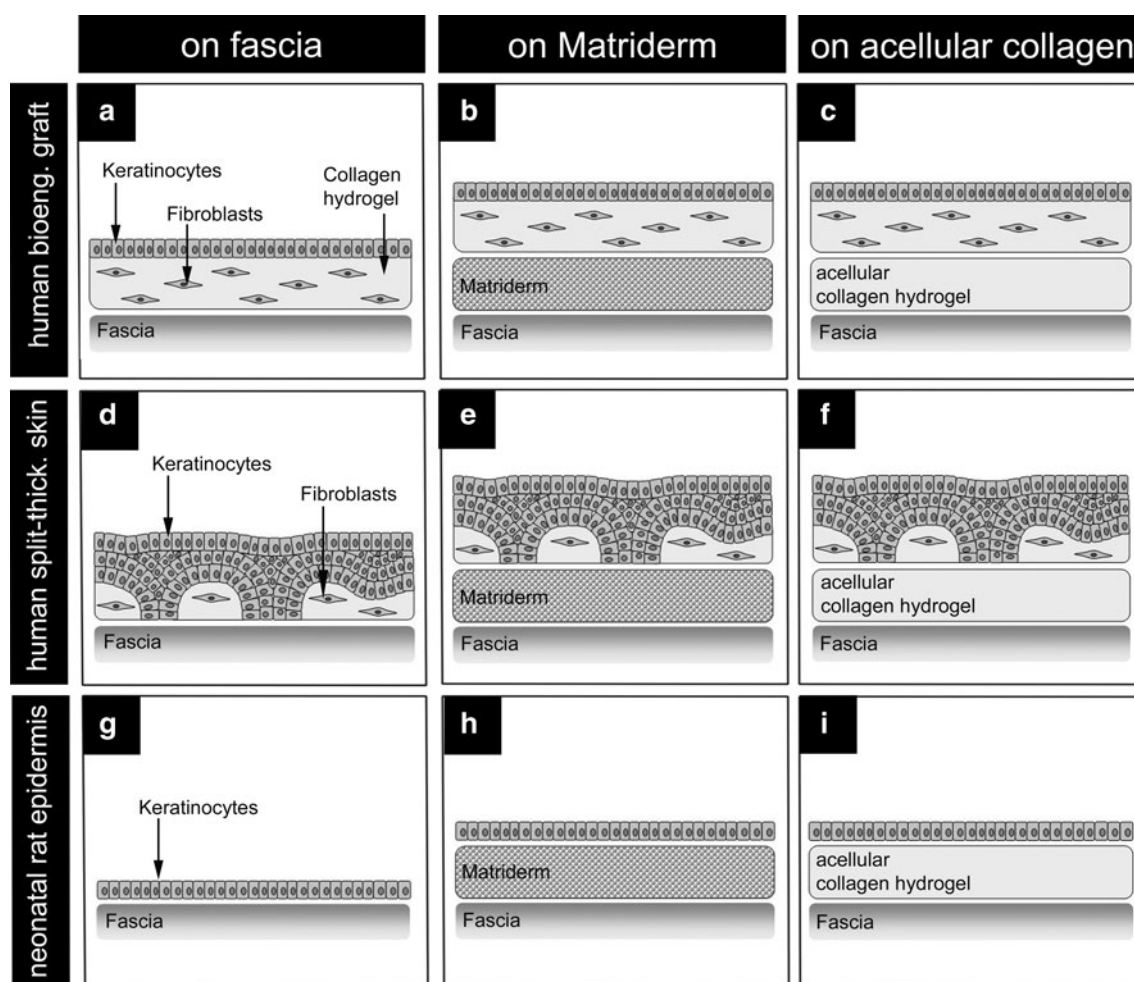 on fascia
on Matriderm
on acellular collagen
human bioeng. graft
a
Keratinocytes
Fibroblasts
Collagen
hydrogel
Fascia
b
Matriderm
Fascia
c
acellular
collagen hydrogel
Fascia
human split-thick. skin
d
Keratinocytes
Fibroblasts
Fascia
e
Matriderm
Fascia
f
acellular
collagen hydrogel
Fascia
neonatal rat epidermis
g
Keratinocytes
Fascia
h
Matriderm
Fascia
i
acellular
collagen hydrogel
Fascia